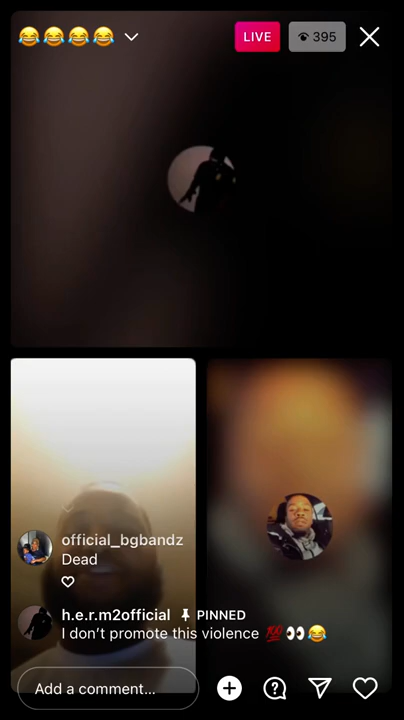 😂😂😂😂
LIVE
395
official_bgbandz
Dead
h.e.r.m2official PINNED
I don't promote this violence 💯👀😂
Add a comment...